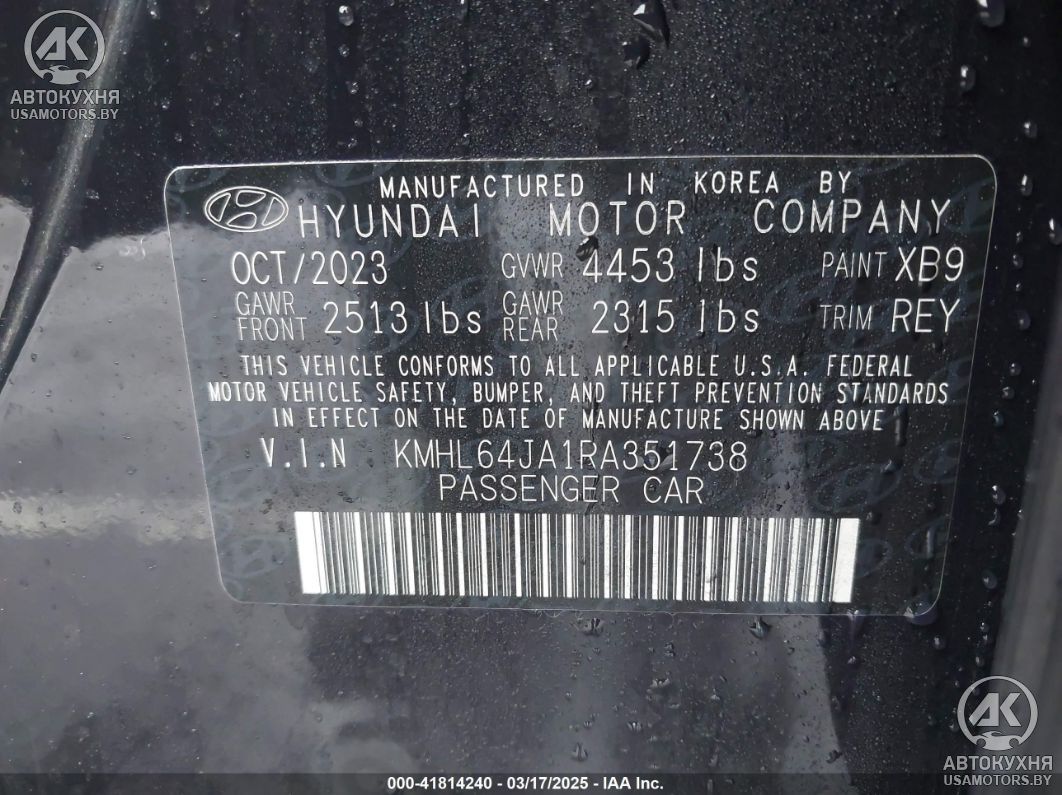 AK
АВТОКУХНЯ
USAMOTORS.BY
MANUFACTURED IN KOREA BY
HYUNDAI MOTOR COMPANY
OCT/2023 GVWR 4453 lbs PAINT XB9
GAWR FRONT 2513 lbs GAWR REAR 2315 lbs TRIM REY
THIS VEHICLE CONFORMS TO ALL APPLICABLE U.S.A. FEDERAL
MOTOR VEHICLE SAFETY, BUMPER, AND THEFT PREVENTION STANDARDS
IN EFFECT ON THE DATE OF MANUFACTURE SHOWN ABOVE
V.I.N KMHL64JA1RA351738
PASSENGER CAR
AK
АВТОКУХНЯ
USAMOTORS.BY
000-41814240 - 03/17/2025 - IAA Inc.